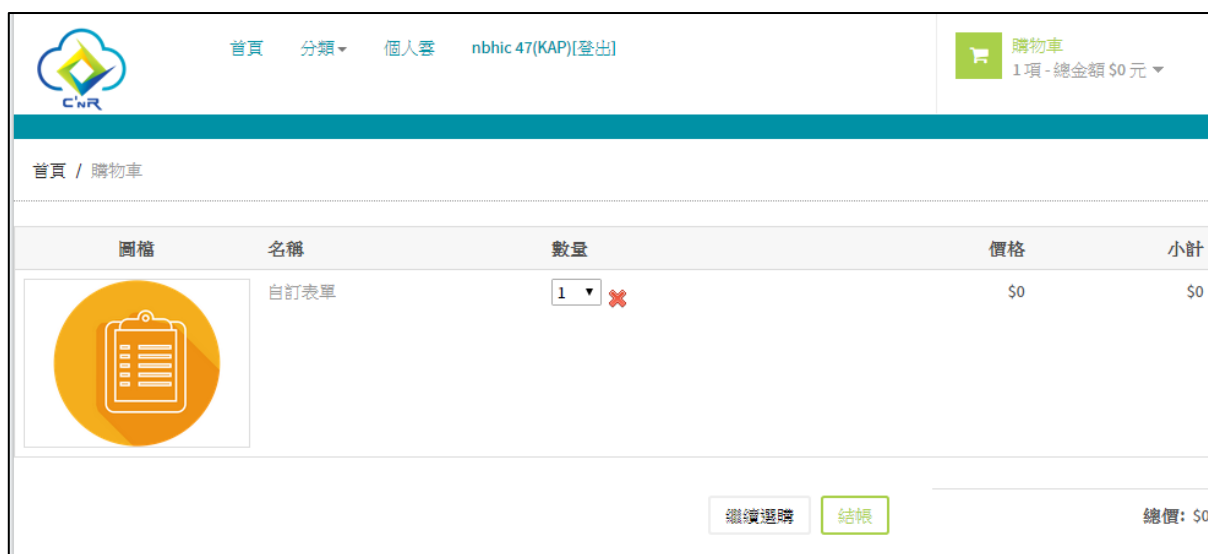 C'NR
首頁 分類 個人雲 nbhic 47(KAP)[登出]
購物車
1 項 - 總金額 $0 元
首頁 / 購物車
圖檔 名稱 數量 價格 小計
自訂表單 1 $0 $0
繼續選購 結帳 總價: $0